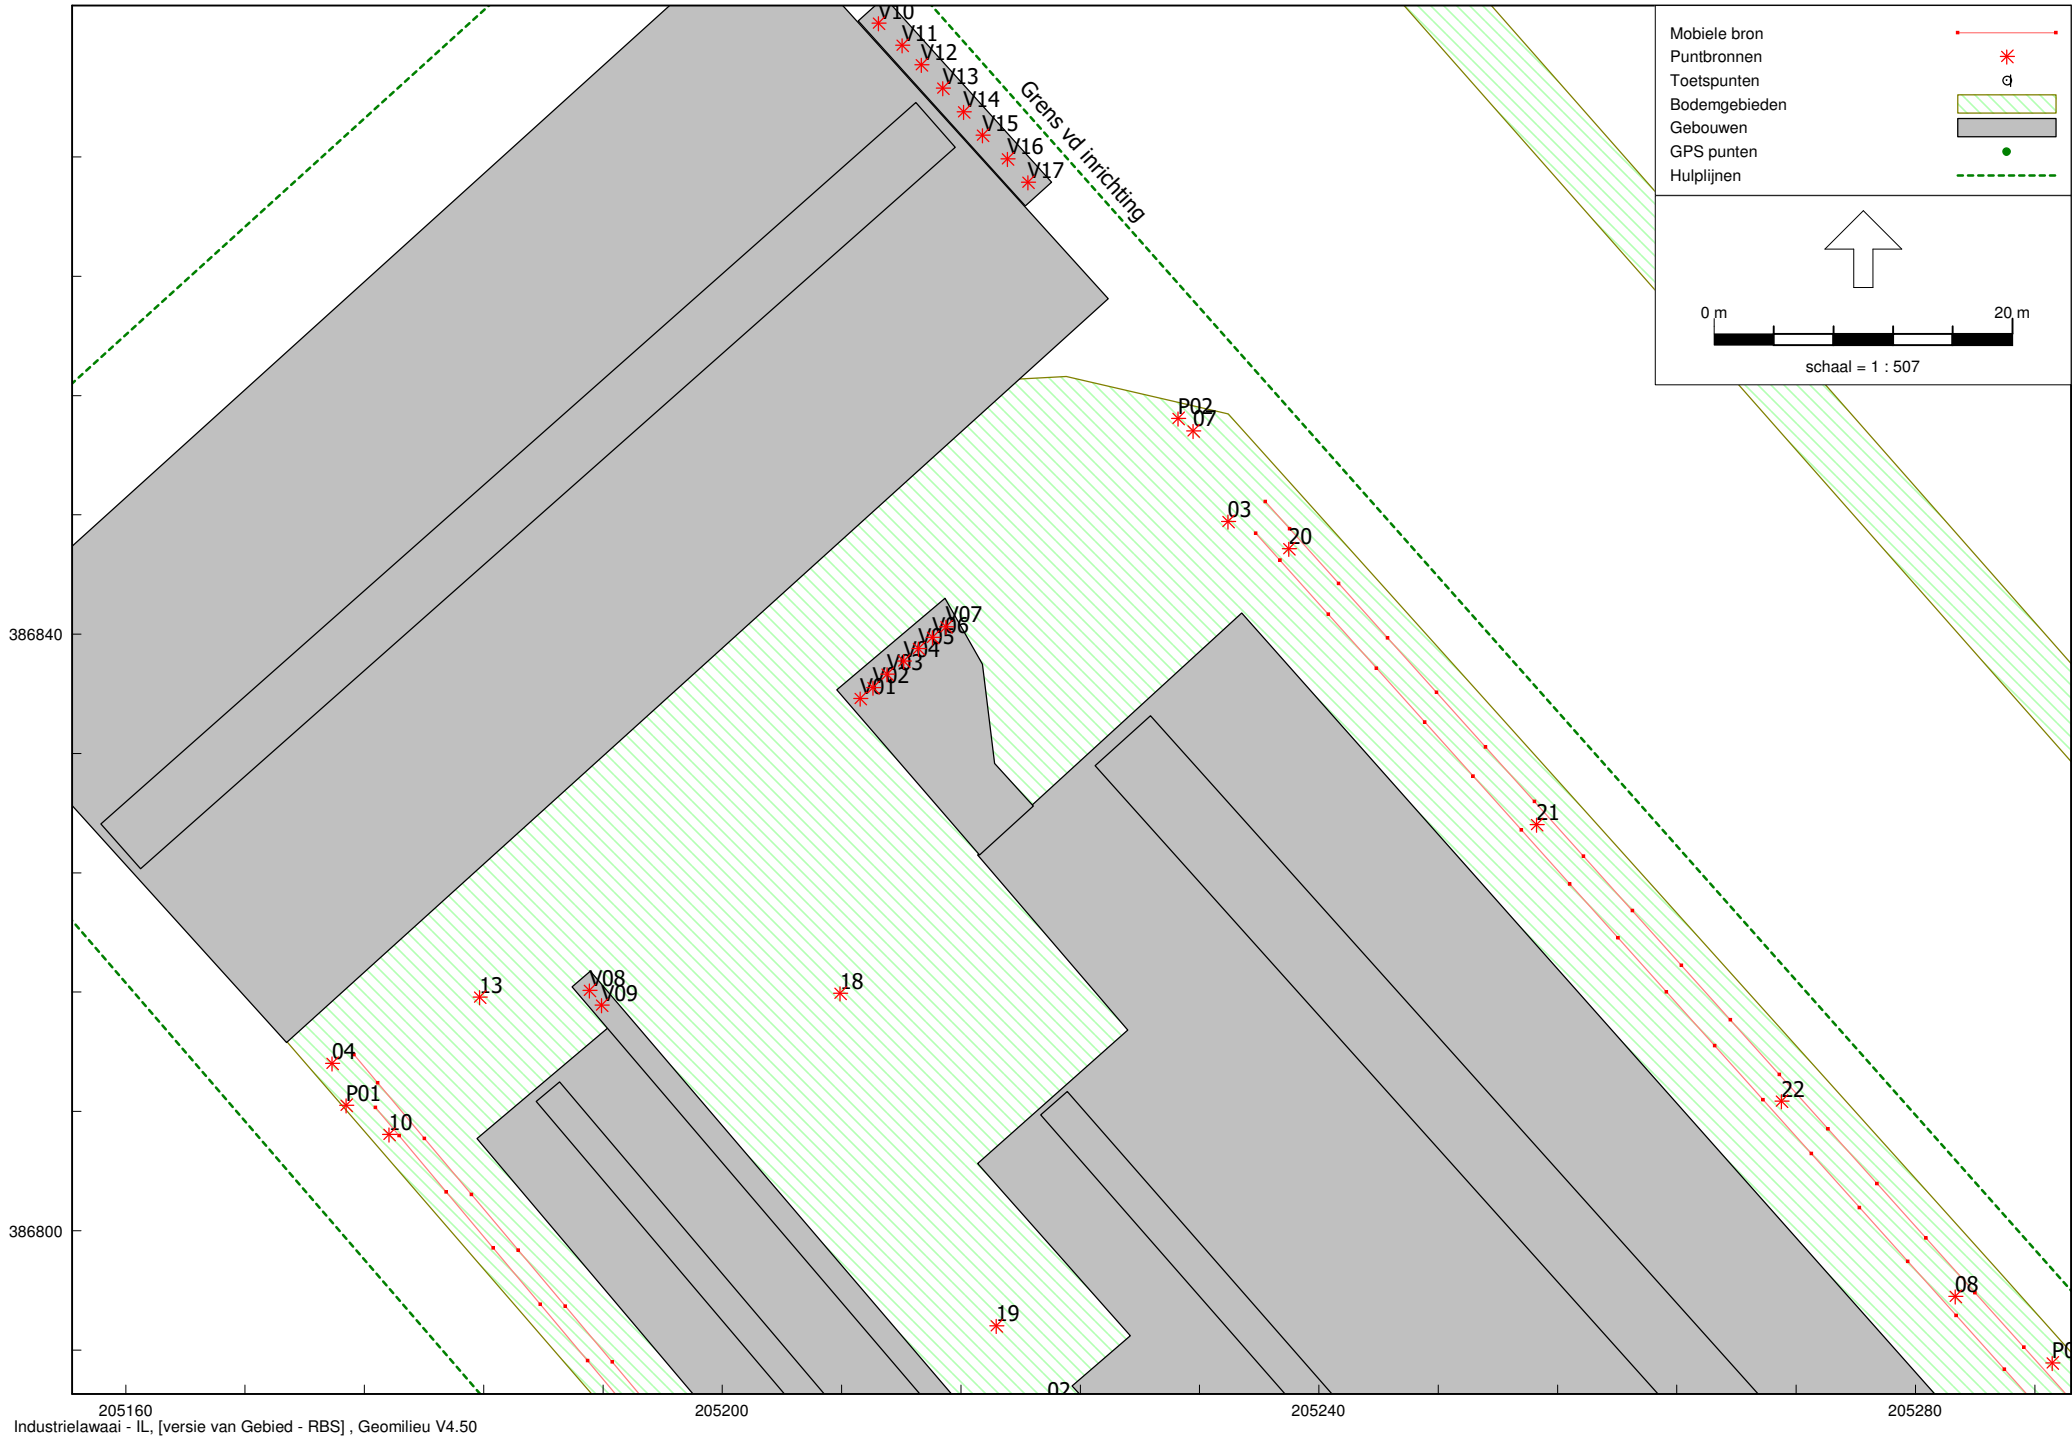 Mobiele bron
Puntbronnen
Toetspunten
Bodemgebieden
Gebouwen
GPS punten
Hulplijnen
0 m
20 m
schaal = 1 : 507
V10
V11
V12
V13
V14
V15
V16
V17
Grens vd inrichting
P02
07
03
20
V07
V06
V05
V04
V03
V02
V01
21
13
V08
V09
18
04
P01
10
22
08
19
02
386840
386800
205160
205200
205240
205280
Industrielawaai - IL, [versie van Gebied - RBS] , Geomilieu V4.50